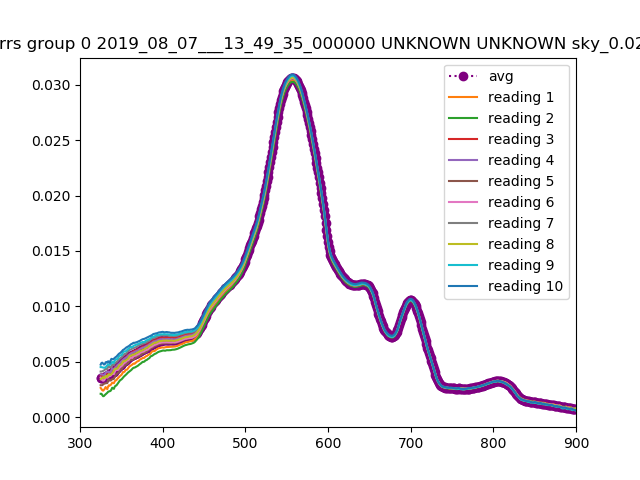 rrs group 0 2019_08_07___13_49_35_000000 UNKNOWN UNKNOWN sky_0.02
0.030
0.025
0.020
0.015
0.010
0.005
0.000
300 400 500 600 700 800 900
avg
reading 1
reading 2
reading 3
reading 4
reading 5
reading 6
reading 7
reading 8
reading 9
reading 10